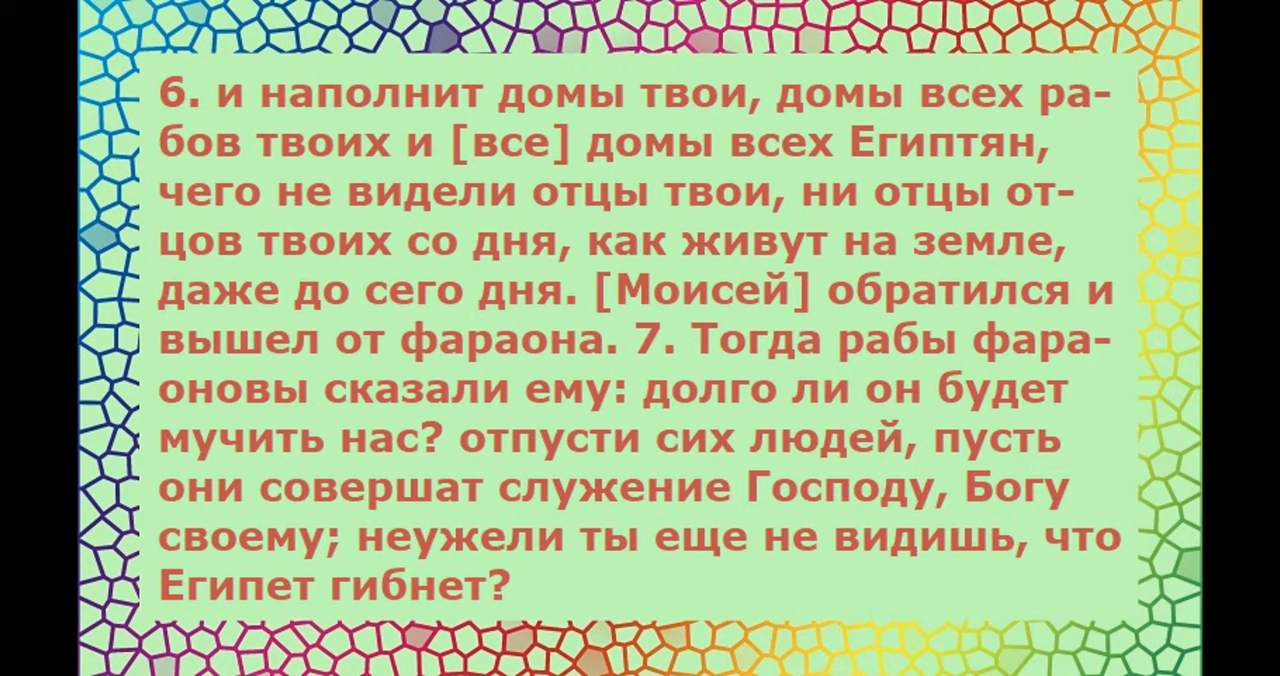 6. и наполнит домы твои, домы всех ра-
бов твоих и [все] домы всех Египтян,
чего не видели отцы твои, ни отцы от-
цов твоих со дня, как живут на земле,
даже до сего дня. [Моисей] обратился и
вышел от фараона. 7. Тогда рабы фара-
оновы сказали ему: долго ли он будет
мучить нас? отпусти сих людей, пусть
они совершат служение Господу, Богу
своему; неужели ты еще не видишь, что
Египет гибнет?